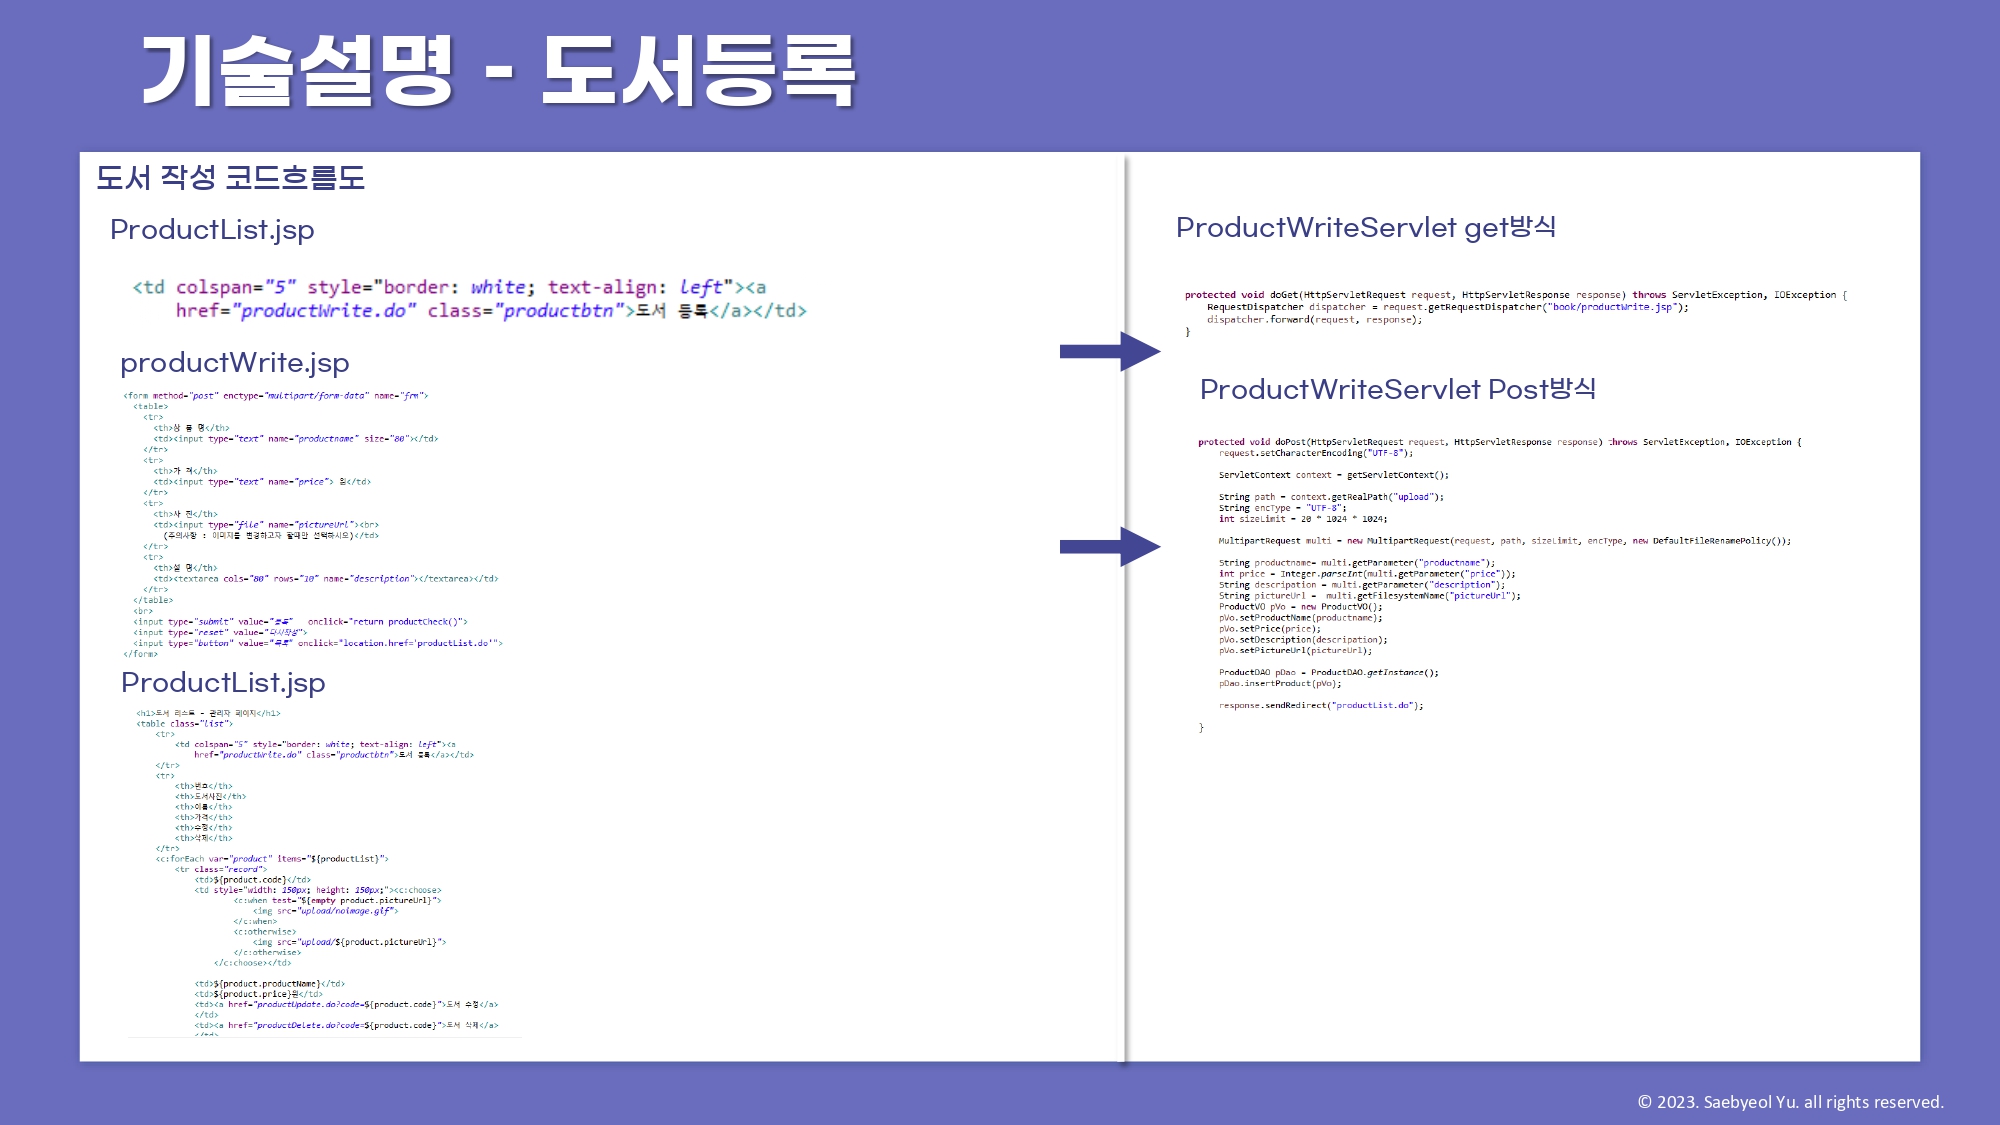 기술설명 - 도서등록
도서 작성 코드흐름도
ProductList.jsp
<td colspan="5" style="border: white; text-align: left"><a
href="productWrite.do" class="productbtn">도서 등록</a></td>
productWrite.jsp
<form method="post" enctype="multipart/form-data" name="frm">
<table>
<tr>
<th>상 품 명</th>
<td><input type="text" name="productname" size="80"></td>
</tr>
<tr>
<th>가 격</th>
<td><input type="text" name="price"> 원</td>
</tr>
<tr>
<th>사 진</th>
<td><input type="file" name="pictureUrl"><br>
(주의사항 : 이미지를 변경하고자 할때만 선택하시오)</td>
</tr>
<tr>
<th>설 명</th>
<td><textarea cols="80" rows="10" name="description"></textarea></td>
</tr>
</table>
<br>
<input type="submit" value="등록" onclick="return productCheck()">
<input type="reset" value="다시작성">
<input type="button" value="목록" onclick="location.href='productList.do'">
</form>
ProductList.jsp
<h1>도서 리스트 - 관리자 페이지</h1>
<table class="list">
<tr>
<td colspan="5" style="border: white; text-align: left"><a
href="productWrite.do" class="productbtn">도서 등록</a></td>
</tr>
<tr>
<th>번호</th>
<th>도서사진</th>
<th>이름</th>
<th>가격</th>
<th>수정</th>
<th>삭제</th>
</tr>
<c:forEach var="product" items="${productList}">
<tr class="record">
<td>${product.code}</td>
<td style="width: 150px; height: 150px;"><c:choose>
<c:when test="${empty product.pictureUrl}">
<img src="upload/noimage.gif">
</c:when>
<c:otherwise>
<img src="upload/${product.pictureUrl}">
</c:otherwise>
</c:choose></td>
<td>${product.productName}</td>
<td>${product.price}원</td>
<td><a href="productUpdate.do?code=${product.code}">도서 수정</a>
</td>
<td><a href="productDelete.do?code=${product.code}">도서 삭제</a>
</td>
ProductWriteServlet get방식
protected void doGet(HttpServletRequest request, HttpServletResponse response) throws ServletException, IOException {
RequestDispatcher dispatcher = request.getRequestDispatcher("book/productWrite.jsp");
dispatcher.forward(request, response);
}
ProductWriteServlet Post방식
protected void doPost(HttpServletRequest request, HttpServletResponse response) throws ServletException, IOException {
request.setCharacterEncoding("UTF-8");
ServletContext context = getServletContext();
String path = context.getRealPath("upload");
String encType = "UTF-8";
int sizeLimit = 20 * 1024 * 1024;
MultipartRequest multi = new MultipartRequest(request, path, sizeLimit, encType, new DefaultFileRenamePolicy());
String productname= multi.getParameter("productname");
int price = Integer.parseInt(multi.getParameter("price"));
String descripation = multi.getParameter("description");
String pictureUrl = multi.getFilesystemName("pictureUrl");
ProductVO pVo = new ProductVO();
pVo.setProductName(productname);
pVo.setPrice(price);
pVo.setDescription(descripation);
pVo.setPictureUrl(pictureUrl);
ProductDAO pDao = ProductDAO.getInstance();
pDao.insertProduct(pVo);
response.sendRedirect("productList.do");
}
© 2023. Saebyeol Yu. all rights reserved.